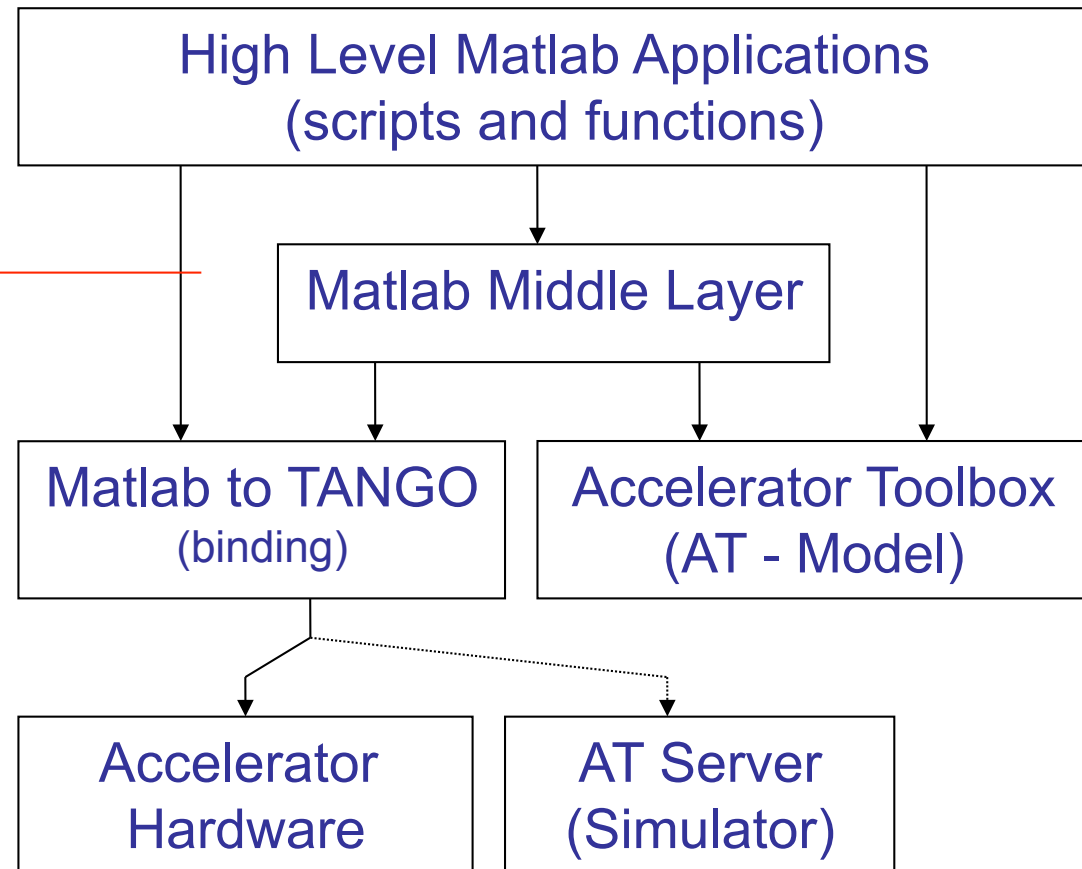 High Level Matlab Applications
(scripts and functions)
Matlab Middle Layer
Matlab to TANGO
(binding)
Accelerator Toolbox
(AT - Model)
Accelerator
Hardware
AT Server
(Simulator)